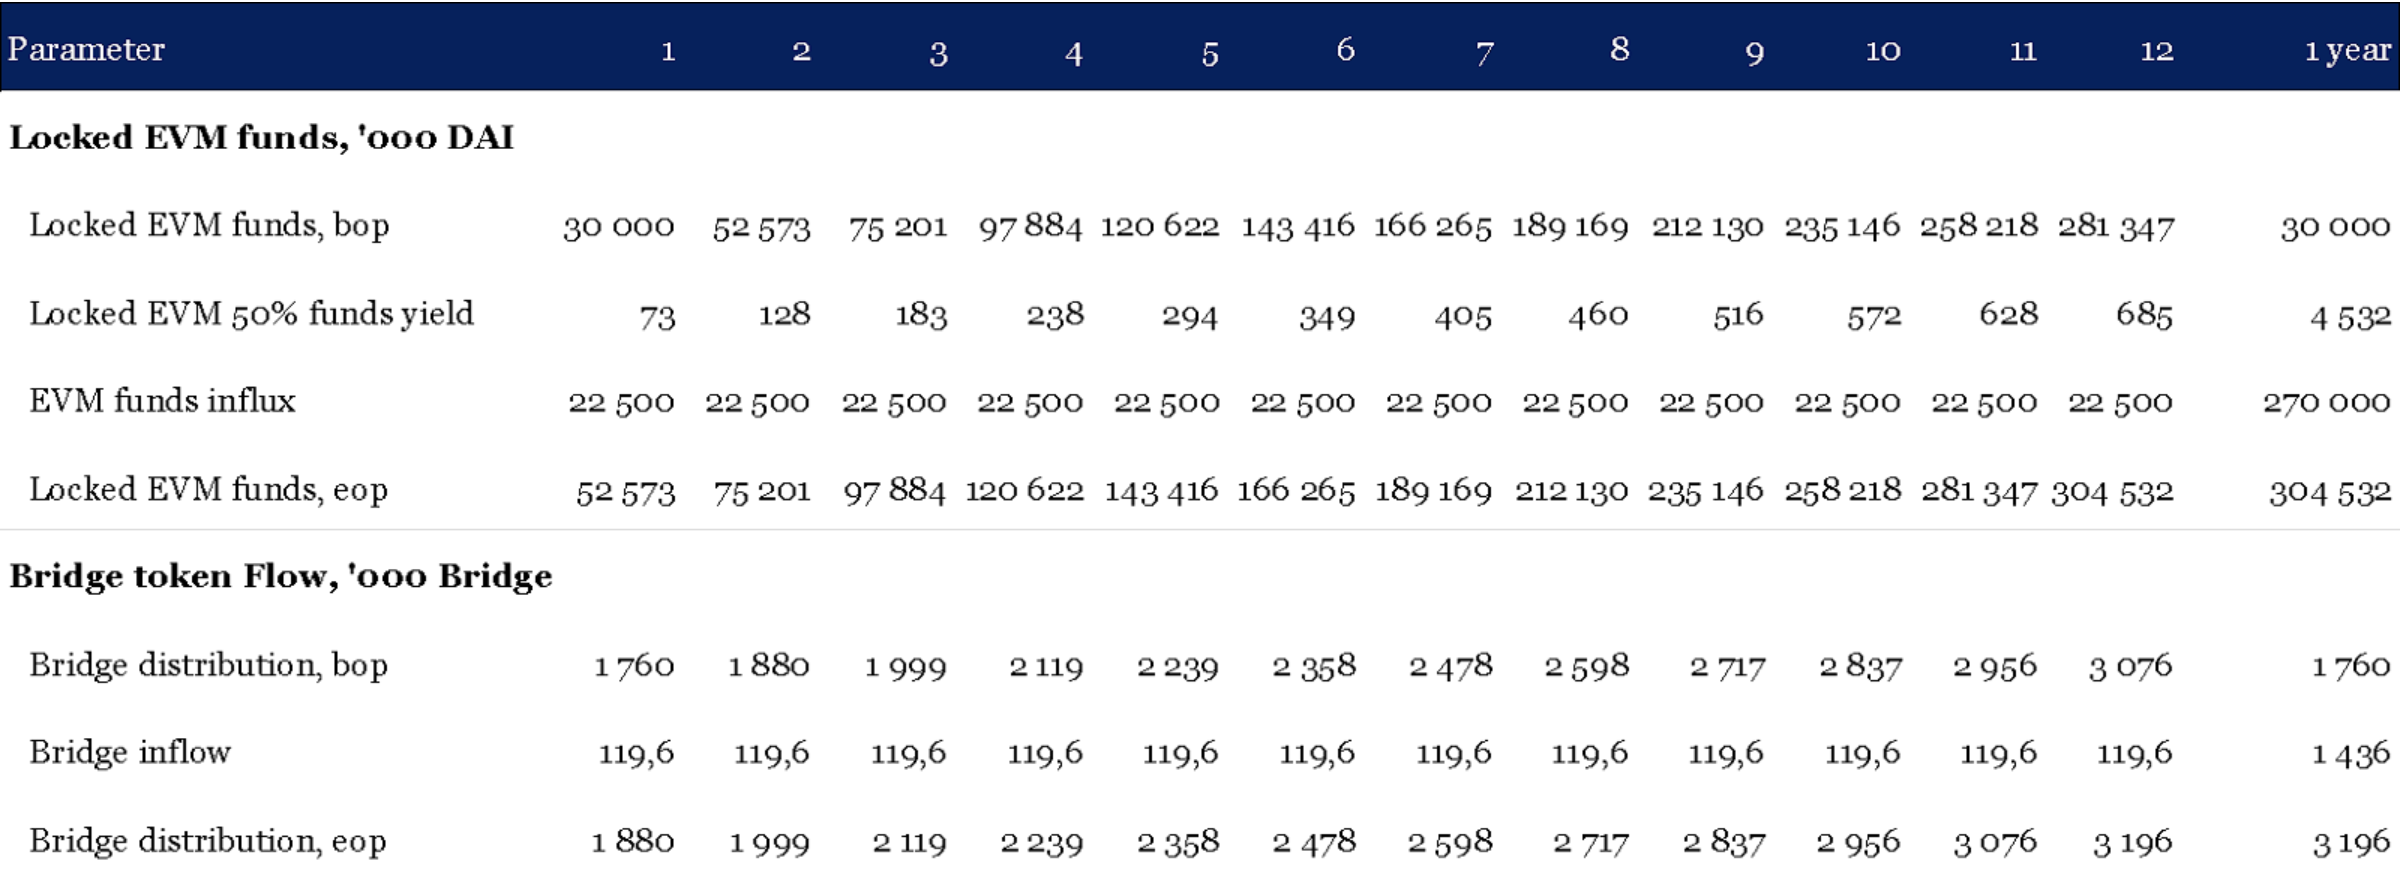 Parameter 1 2 3 4 5 6 7 8 9 10 11 12 1 year
Locked EVM funds, '000 DAI
Locked EVM funds, bop 30 000 52 573 75 201 97 884 120 622 143 416 166 265 189 169 212 130 235 146 258 218 281 347 30 000
Locked EVM 50% funds yield 73 128 183 238 294 349 405 460 516 572 628 685 4 532
EVM funds influx 22 500 22 500 22 500 22 500 22 500 22 500 22 500 22 500 22 500 22 500 22 500 22 500 270 000
Locked EVM funds, eop 52 573 75 201 97 884 120 622 143 416 166 265 189 169 212 130 235 146 258 218 281 347 304 532 304 532
Bridge token Flow, '000 Bridge
Bridge distribution, bop 1 760 1 880 1 999 2 119 2 239 2 358 2 478 2 598 2 717 2 837 2 956 3 076 1 760
Bridge inflow 119,6 119,6 119,6 119,6 119,6 119,6 119,6 119,6 119,6 119,6 119,6 119,6 1 436
Bridge distribution, eop 1 880 1 999 2 119 2 239 2 358 2 478 2 598 2 717 2 837 2 956 3 076 3 196 3 196